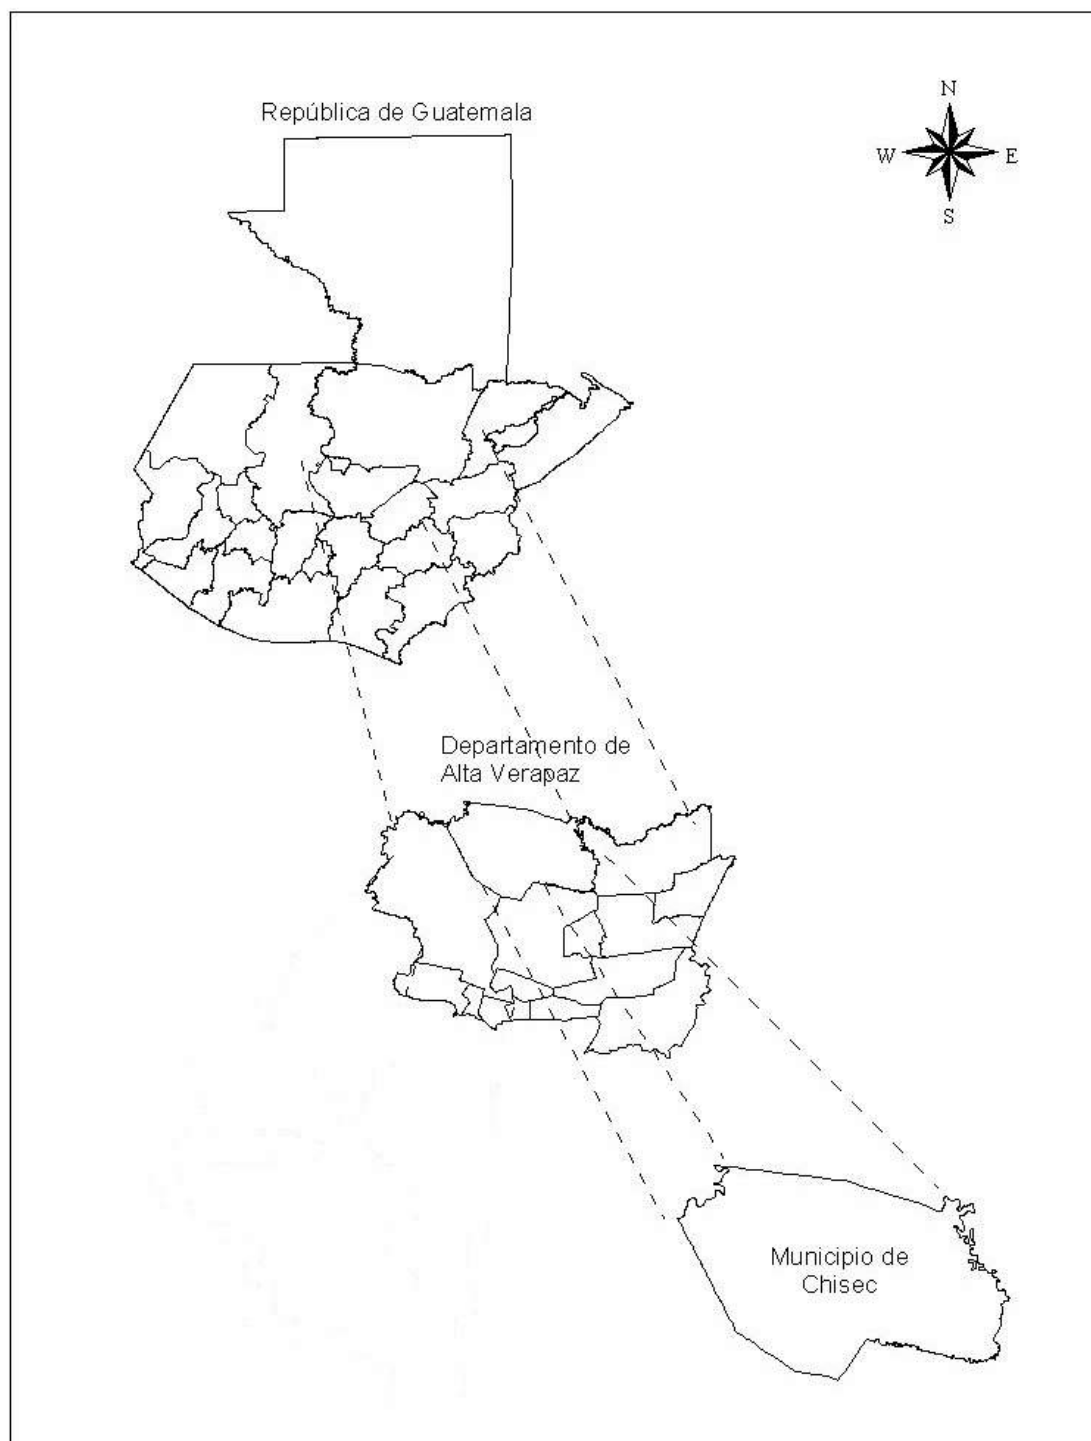 República de Guatemala
N
W E
S
Departamento de
Alta Verapaz
Municipio de
Chisec